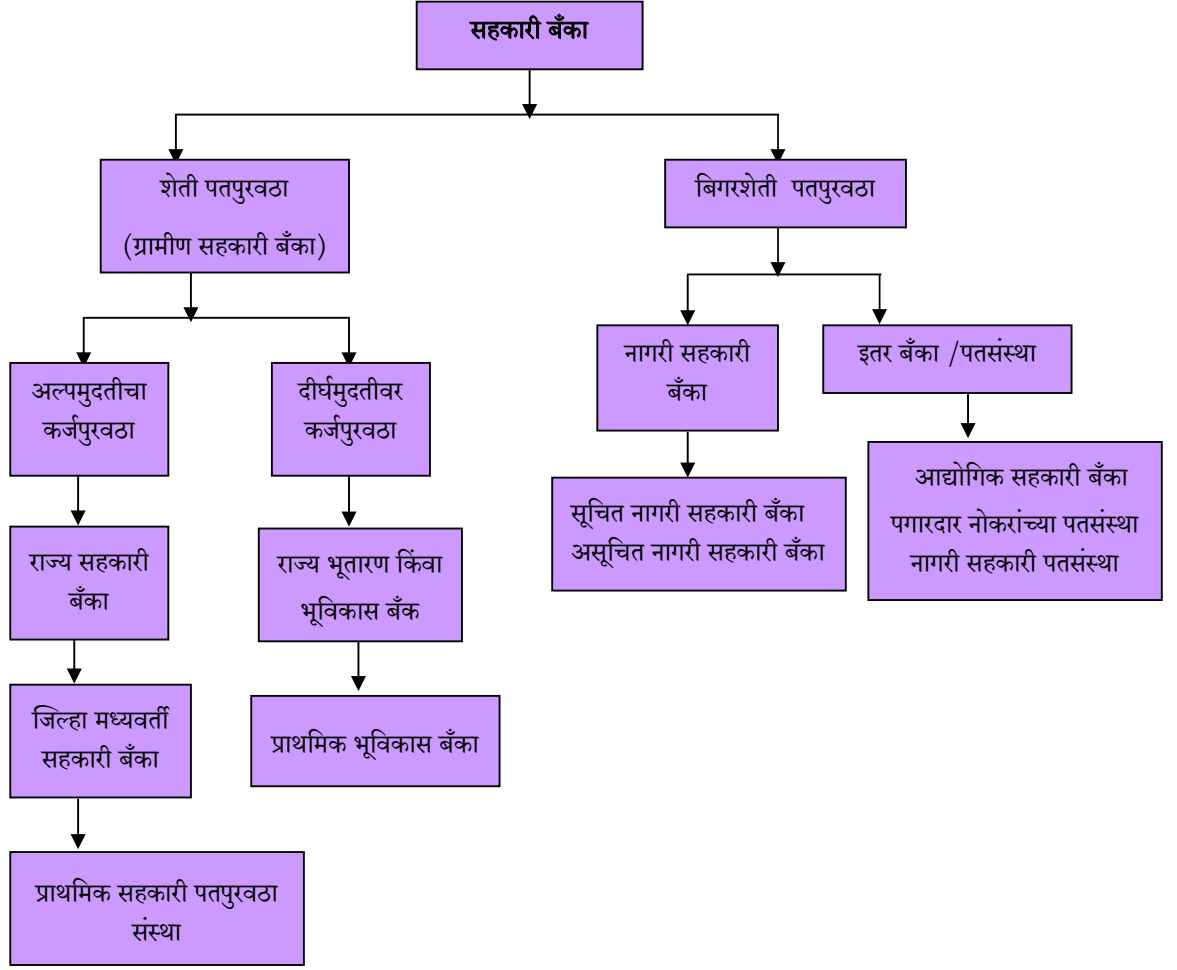 सहकारी बँका
शेती पतपुरवठा
(ग्रामीण सहकारी बँका)
बिगरशेती पतपुरवठा
अल्पमुदतीचा
कर्जपुरवठा
दीर्घमुदतीवर
कर्जपुरवठा
नागरी सहकारी
बँका
इतर बँका /पतसंस्था
राज्य सहकारी
बँका
राज्य भूतारण किंवा
भूविकास बँक
सूचित नागरी सहकारी बँका
असूचित नागरी सहकारी बँका
आद्योगिक सहकारी बँका
पगारदार नोकरांच्या पतसंस्था
नागरी सहकारी पतसंस्था
जिल्हा मध्यवर्ती
सहकारी बँका
प्राथमिक भूविकास बँका
प्राथमिक सहकारी पतपुरवठा
संस्था